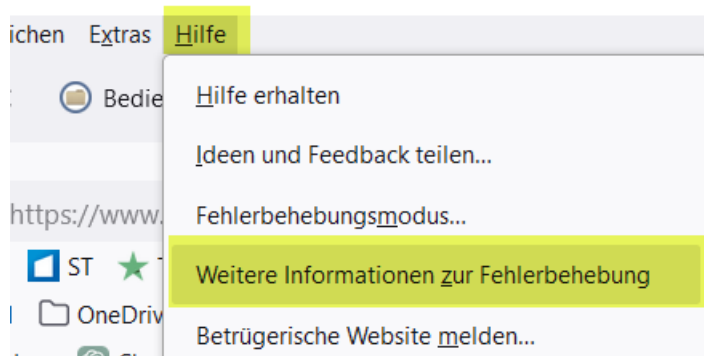 ichen Extras Hilfe
Bedie
Hilfe erhalten
Ideen und Feedback teilen...
https://www.
Fehlerbehebungsmodus...
ST
Weitere Informationen zur Fehlerbehebung
OneDriv
Betrügerische Website melden...